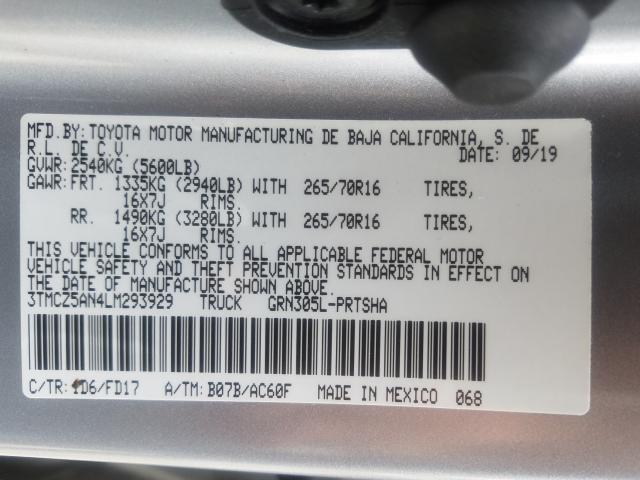 MFD.BY: TOYOTA MOTOR MANUFACTURING DE BAJA CALIFORNIA, S. DE
R.L. DE C.V. DATE: 09/19
GVWR: 2540KG (5600LB)
GAWR: FRT. 1335KG (2940LB) WITH 265/70R16 TIRES,
16X7J RIMS.
RR. 1490KG (3280LB) WITH 265/70R16 TIRES,
16X7J RIMS.
THIS VEHICLE CONFORMS TO ALL APPLICABLE FEDERAL MOTOR
VEHICLE SAFETY AND THEFT PREVENTION STANDARDS IN EFFECT ON
THE DATE OF MANUFACTURE SHOWN ABOVE.
3TMCZ5AN4LM293929 TRUCK GRN305L-PRTSHA
C/TR: 1D6/FD17 A/TM: B07B/AC60F MADE IN MEXICO 068